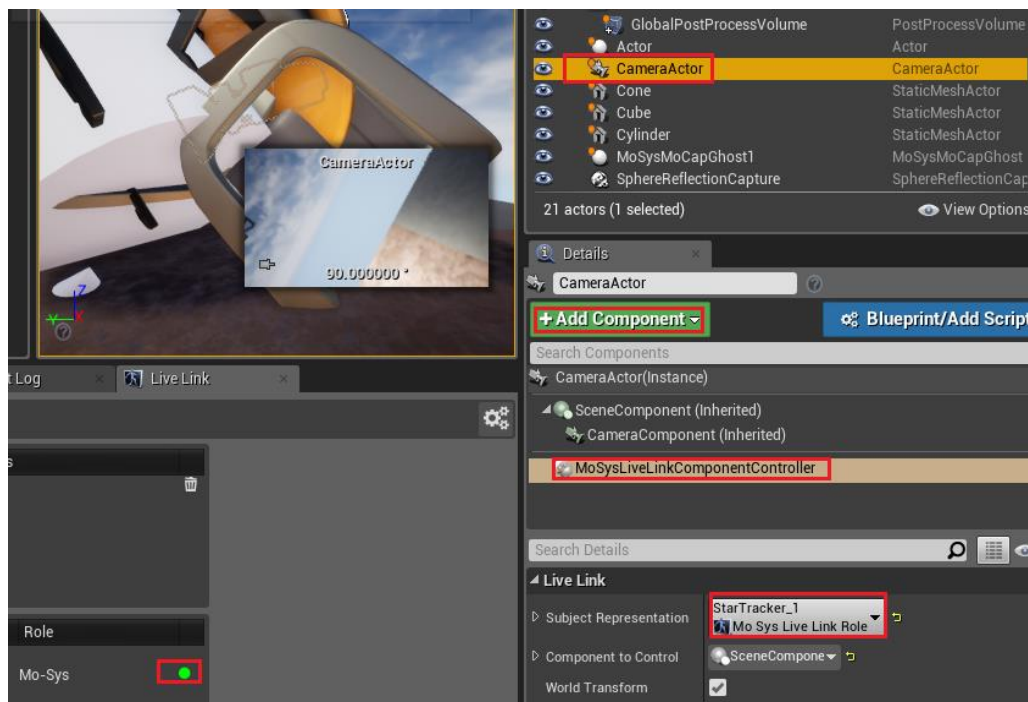 GlobalPostProcessVolume PostProcessVolume
Actor Actor
CameraActor CameraActor
Cone StaticMeshActor
Cube StaticMeshActor
Cylinder StaticMeshActor
MoSysMoCapGhost1 MoSysMoCapGhost
SphereReflectionCapture SphereReflectionCap
21 actors (1 selected) View Options
CameraActor
90.000000 °
Z
Y
Details
CameraActor
+ Add Component Blueprint/Add Script
Search Components
CameraActor(Instance)
SceneComponent (Inherited)
CameraComponent (Inherited)
MoSysLiveLinkComponentController
Search Details
Live Link
Subject Representation
StarTracker_1
Mo Sys Live Link Role
Component to Control SceneCompone
World Transform
t Log Live Link
s
Role
Mo-Sys